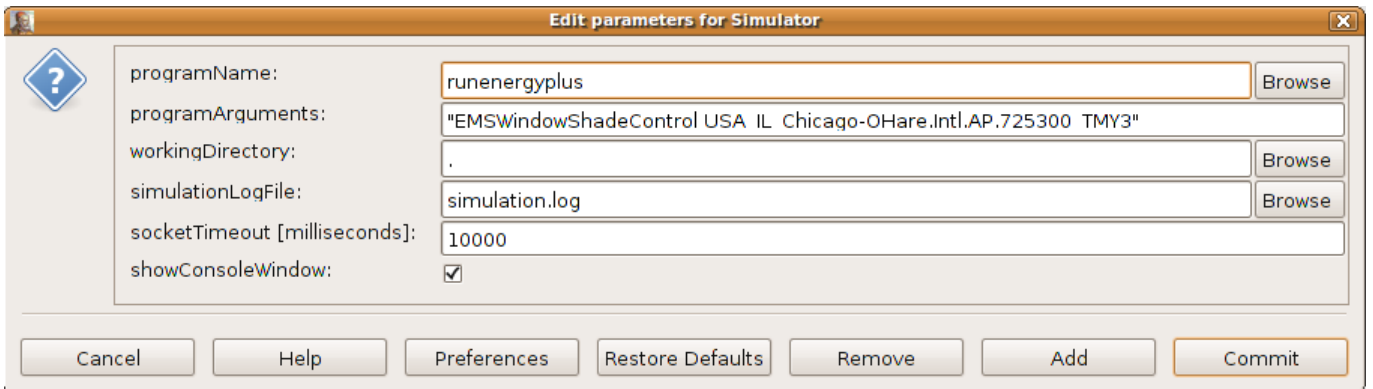 Edit parameters for Simulator
programName: runenergyplus Browse
programArguments: "EMSWindowShadeControl USA_IL_Chicago-OHare.Intl.AP.725300_TMY3"
workingDirectory: . Browse
simulationLogFile: simulation.log Browse
socketTimeout [milliseconds]: 10000
showConsoleWindow:
Cancel Help Preferences Restore Defaults Remove Add Commit